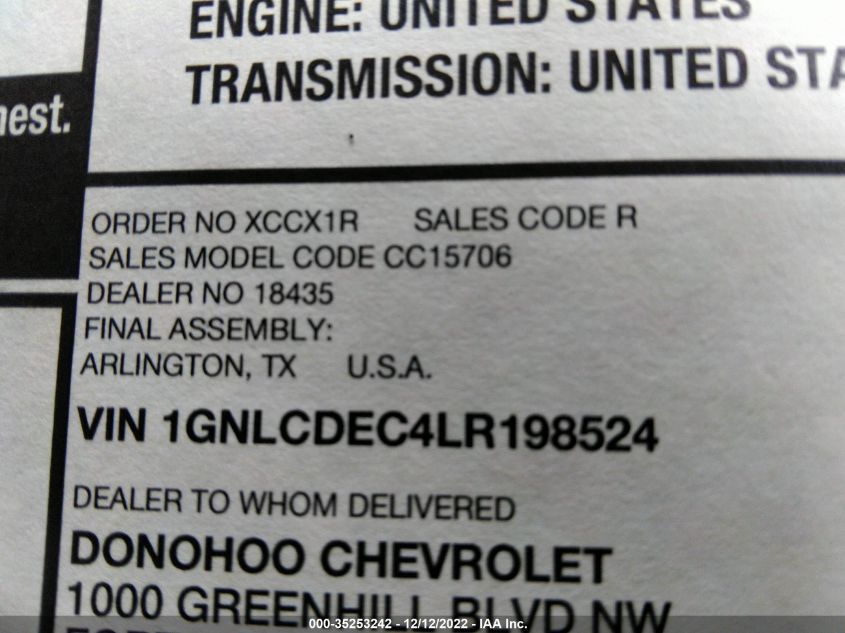 ENGINE: UNITED STATES
TRANSMISSION: UNITED STA
nest.
ORDER NO XCCX1R SALES CODE R
SALES MODEL CODE CC15706
DEALER NO 18435
FINAL ASSEMBLY:
ARLINGTON, TX U.S.A.
VIN 1GNLCDEC4LR198524
DEALER TO WHOM DELIVERED
DONOHOO CHEVROLET
1000 GREENHILL BLVD NW
000-35253242 - 12/12/2022 - IAA Inc.